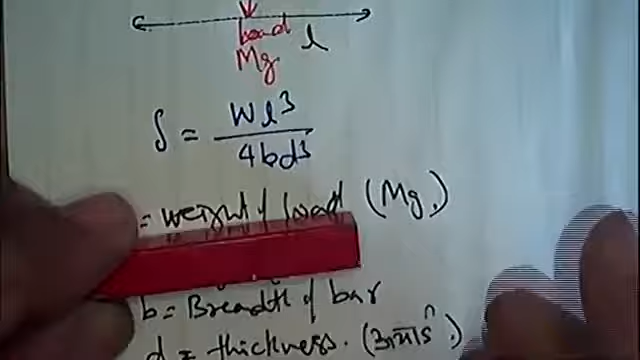 load l
Mg
δ = Wl³
4bd³
= weight of load (Mg)
b = Breadth of bar
d = thickness.